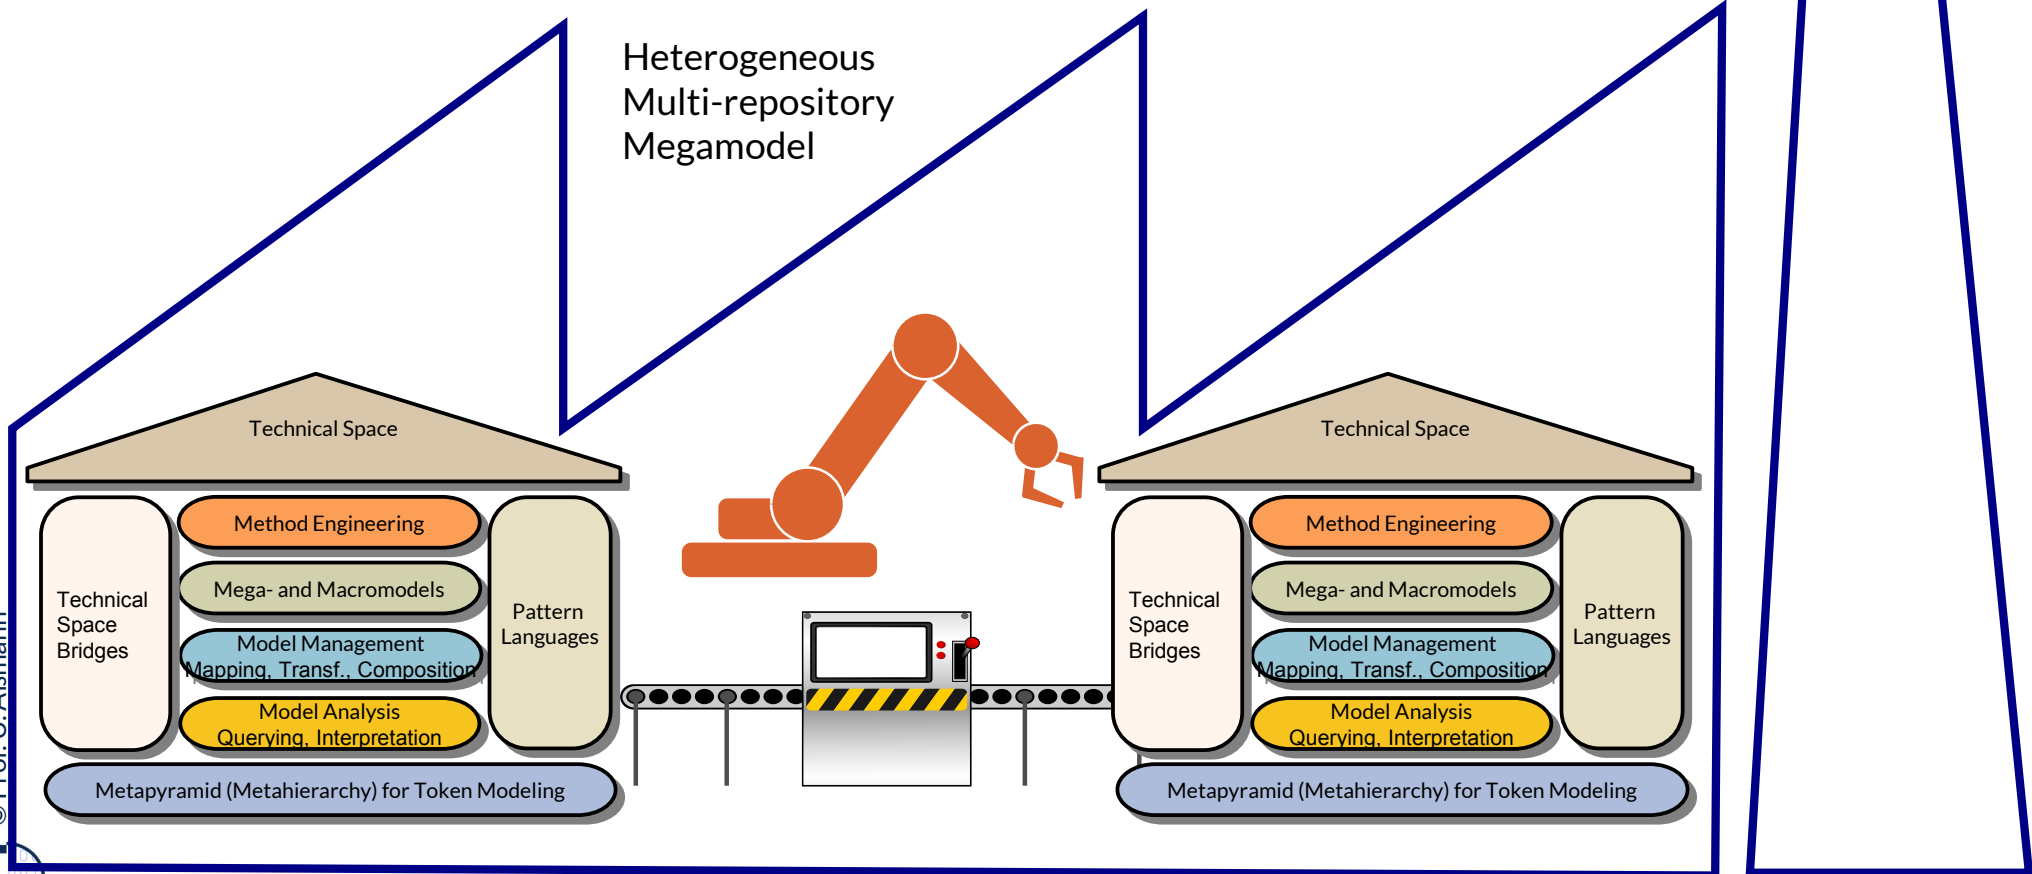 Heterogeneous
Multi-repository
Megamodel
Technical Space
Method Engineering
Mega- and Macromodels
Technical
Space
Bridges
Pattern
Languages
Model Management
Mapping, Transf., Composition
Model Analysis
Querying, Interpretation
Metapyramid (Metahierarchy) for Token Modeling
Technical Space
Method Engineering
Mega- and Macromodels
Technical
Space
Bridges
Pattern
Languages
Model Management
Mapping, Transf., Composition
Model Analysis
Querying, Interpretation
Metapyramid (Metahierarchy) for Token Modeling
© Prof. U. Aßmann